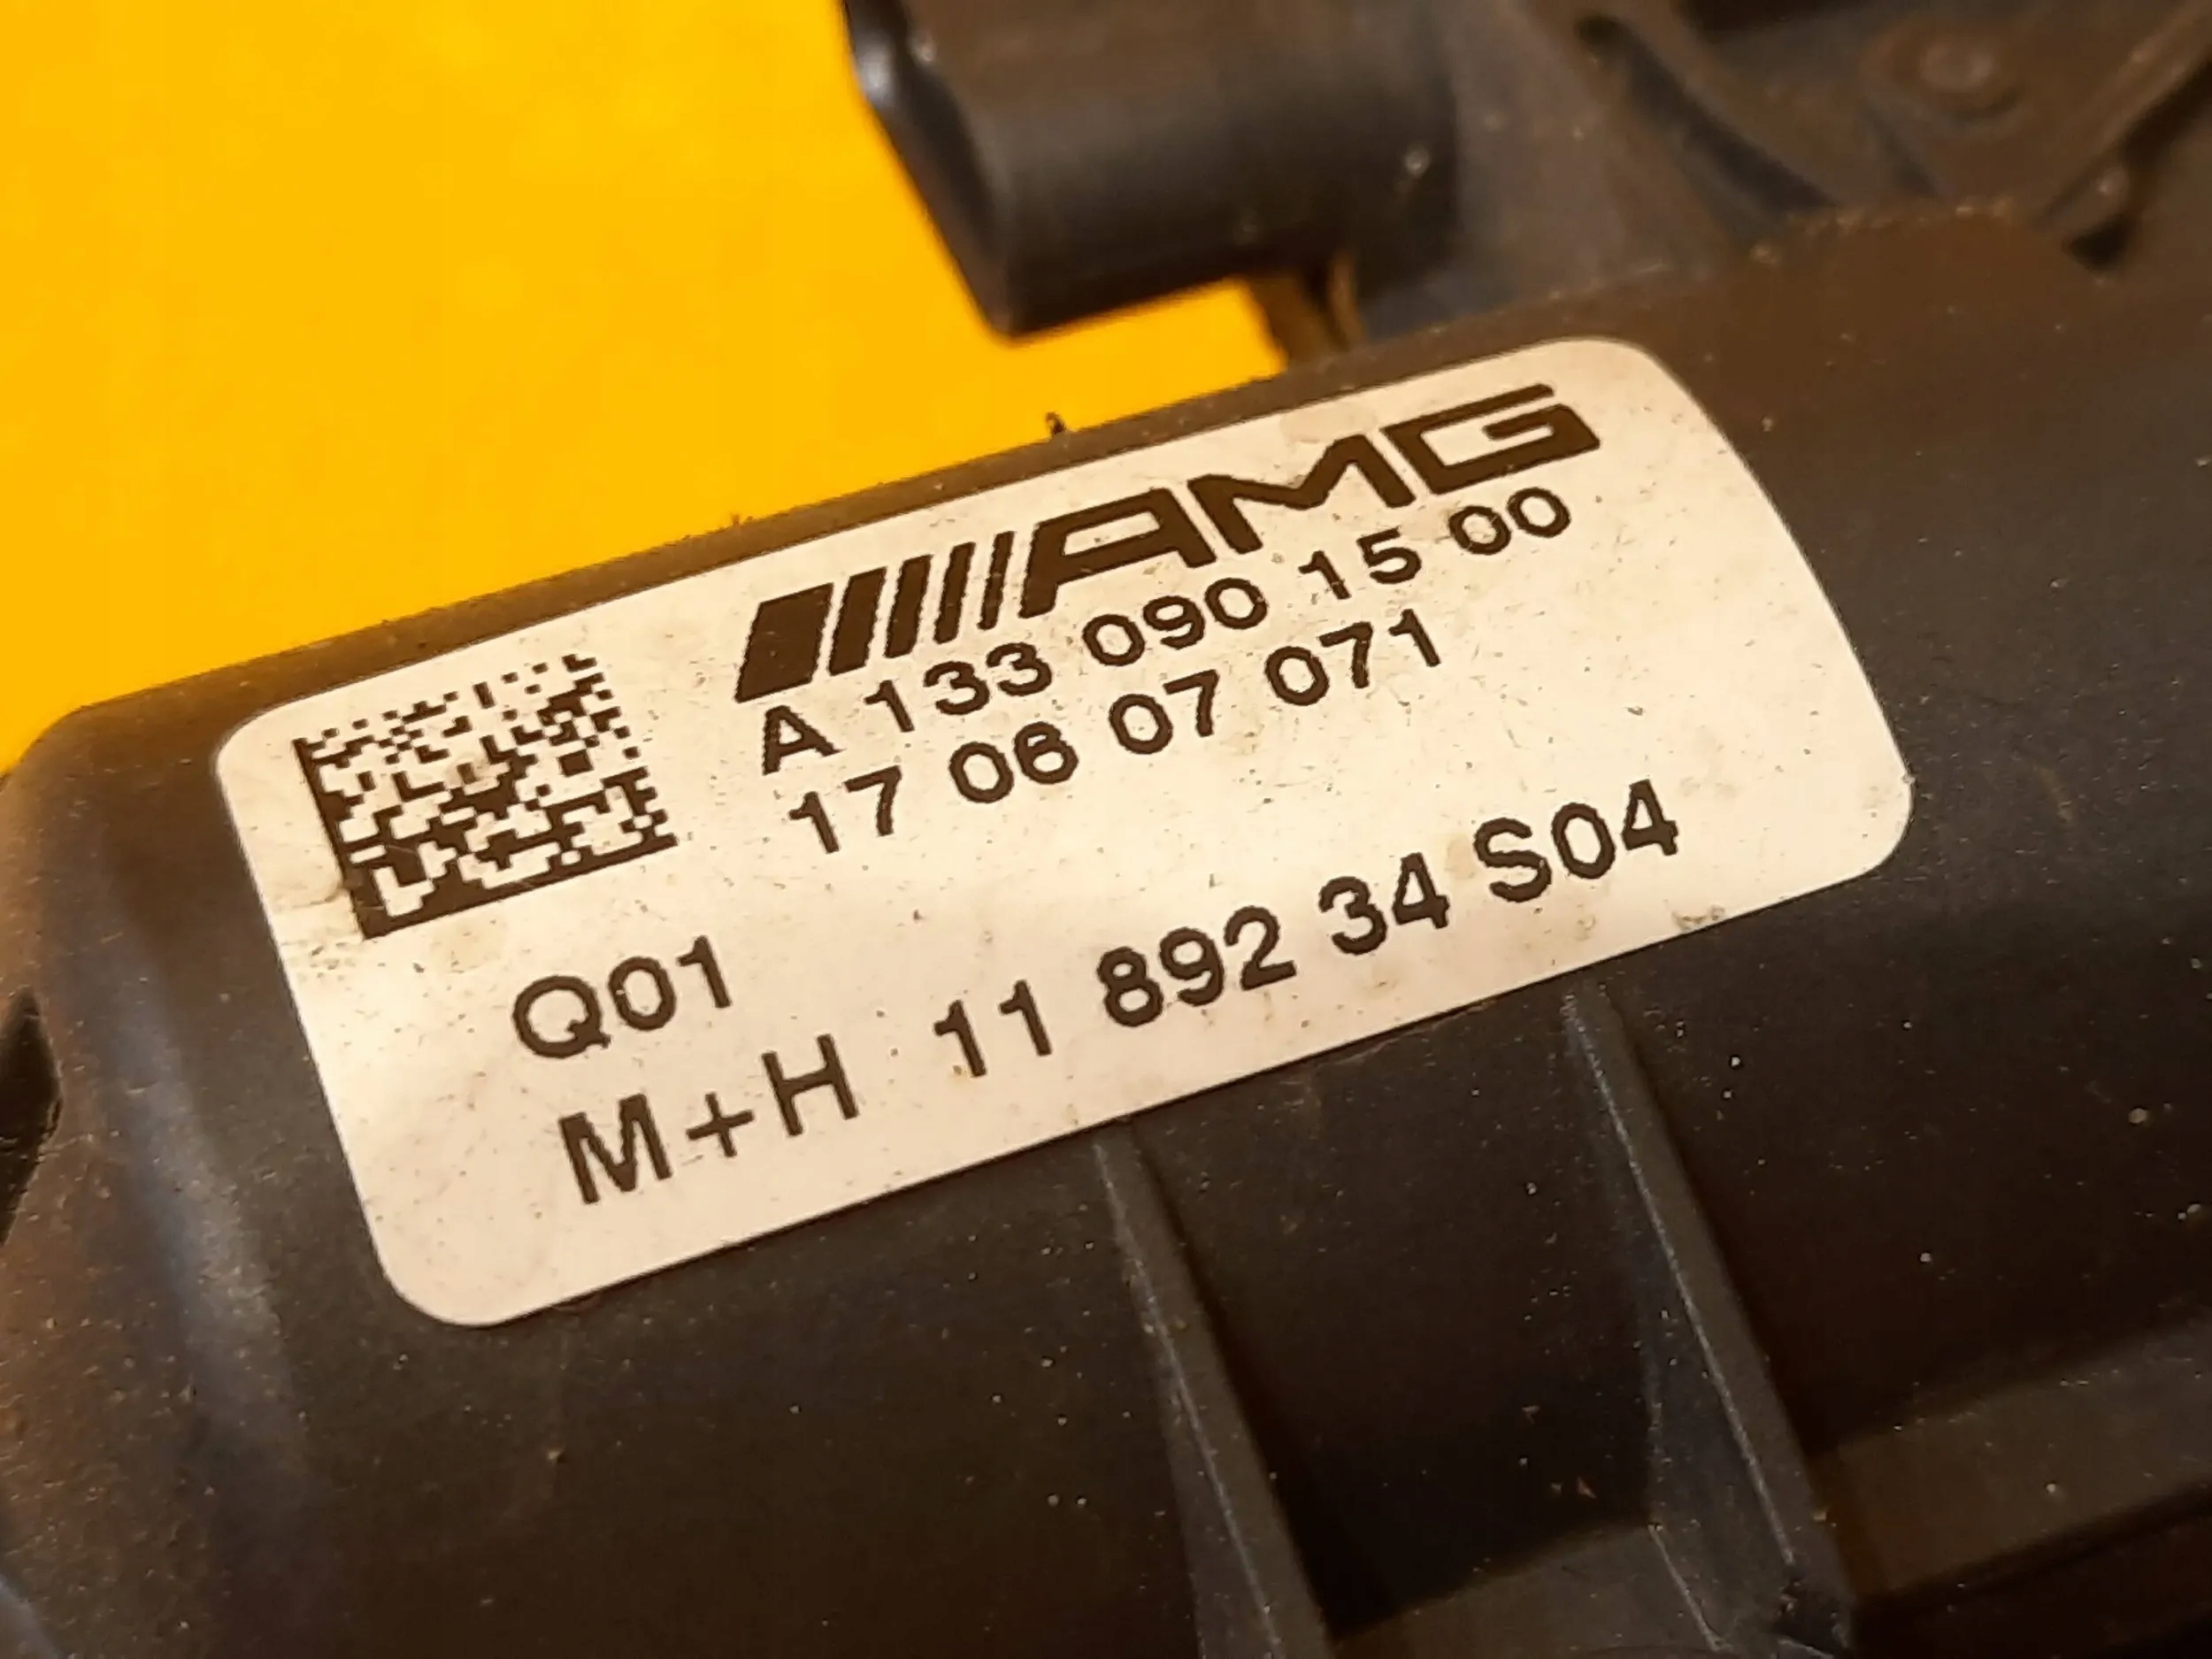 AMG
A 133 090 15 00
17 06 07 071
Q01
M+H 11 892 34 S04